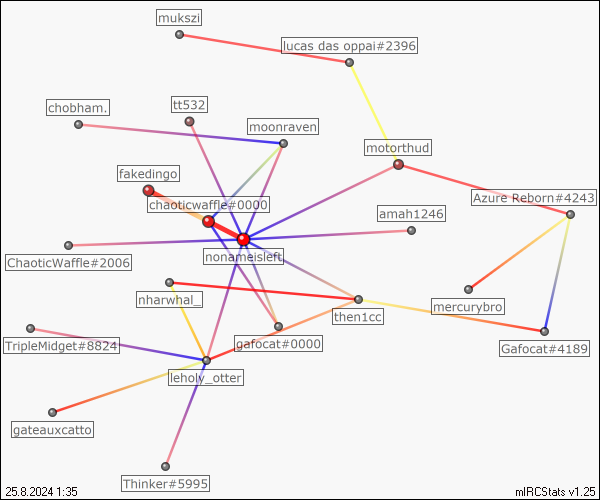 mukszi
lucas das oppai#2396
chobham.
tt532
moonraven
motorthud
fakedingo
Azure Reborn#4243
chaoticwaffle#0000
amah1246
ChaoticWaffle#2006
nonameisleft
nharwhal_
mercurybro
then1cc
TripleMidget#8824
gafocat#0000
Gafocat#4189
leholy_otter
gateauxcatto
Thinker#5995
25.8.2024 1:35
mIRCStats v1.25